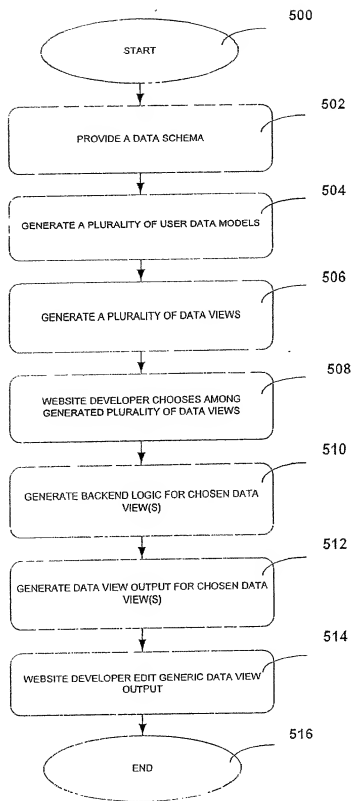 500
START
502
PROVIDE A DATA SCHEMA
504
GENERATE A PLURALITY OF USER DATA MODELS
506
GENERATE A PLURALITY OF DATA VIEWS
508
WEBSITE DEVELOPER CHOOSES AMONG
GENERATED PLURALITY OF DATA VIEWS
510
GENERATE BACKEND LOGIC FOR CHOSEN DATA
VIEW(S)
512
GENERATE DATA VIEW OUTPUT FOR CHOSEN DATA
VIEW(S)
514
WEBSITE DEVELOPER EDIT GENERIC DATA VIEW
OUTPUT
516
END